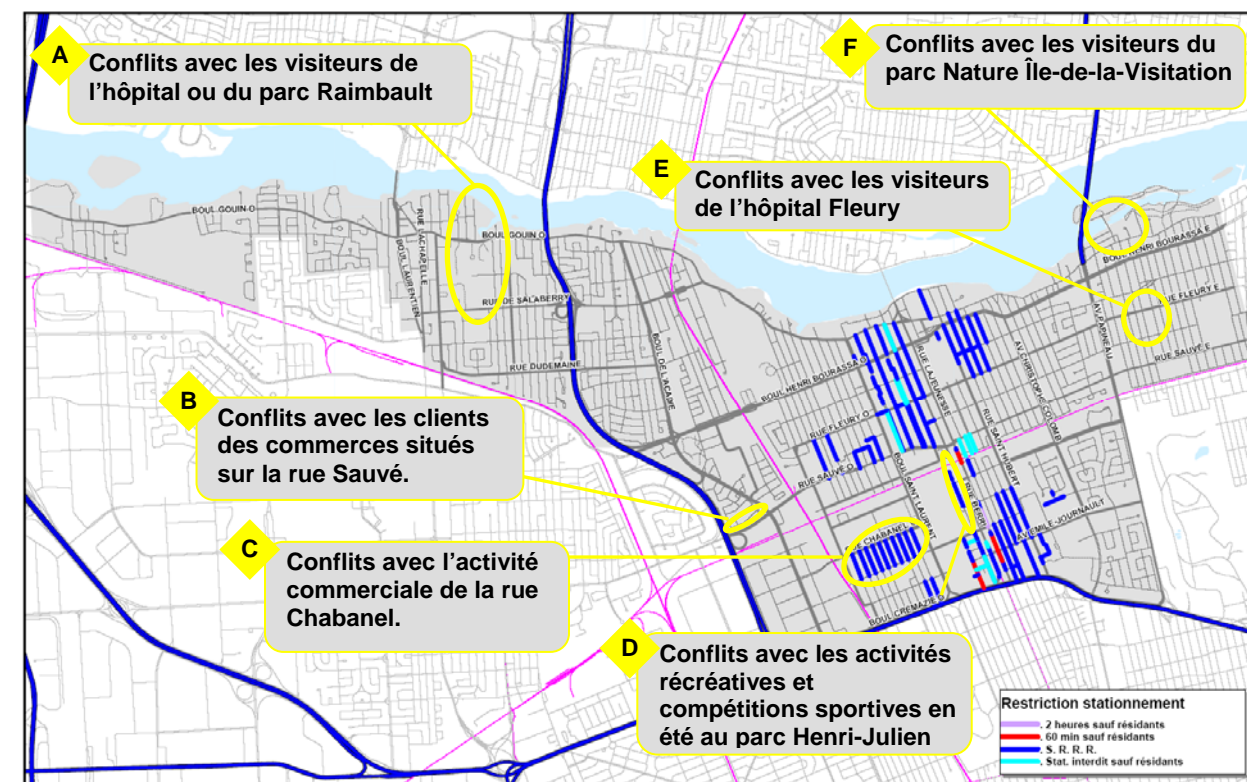 A
Conflits avec les visiteurs de
l'hôpital ou du parc Raimbault
F
Conflits avec les visiteurs du
parc Nature Île-de-la-Visitation
E
Conflits avec les visiteurs
de l'hôpital Fleury
B
Conflits avec les clients
des commerces situés
sur la rue Sauvé.
C
Conflits avec l'activité
commerciale de la rue
Chabanel.
D
Conflits avec les activités
récréatives et
compétitions sportives en
été au parc Henri-Julien
BOUL GOUIN O
BOUL GOUIN O
RUE LACHAPELLE
BOUL LAURENTIEN
RUE DE SALABERRY
RUE DUDEMAINE
BOUL DE L'ACADIE
BOUL HENRI BOURASSA O
BOUL HENRI BOURASSA E
RUE FLEURY O
RUE FLEURY E
RUE SAUVÉ O
RUE SAUVÉ E
RUE LAJEUNESSE
AV PAPINEAU
AV CHRISTOPHE COLOMB
RUE SAINT HUBERT
BOUL SAINT LAURENT
RUE BERRI
AV EMILE-JOURNAULT
RUE CHABANEL
BOUL CREMAZIE O
Restriction stationnement
. 2 heures sauf résidants
. 60 min sauf résidants
. S. R. R. R.
. Stat. interdit sauf résidants